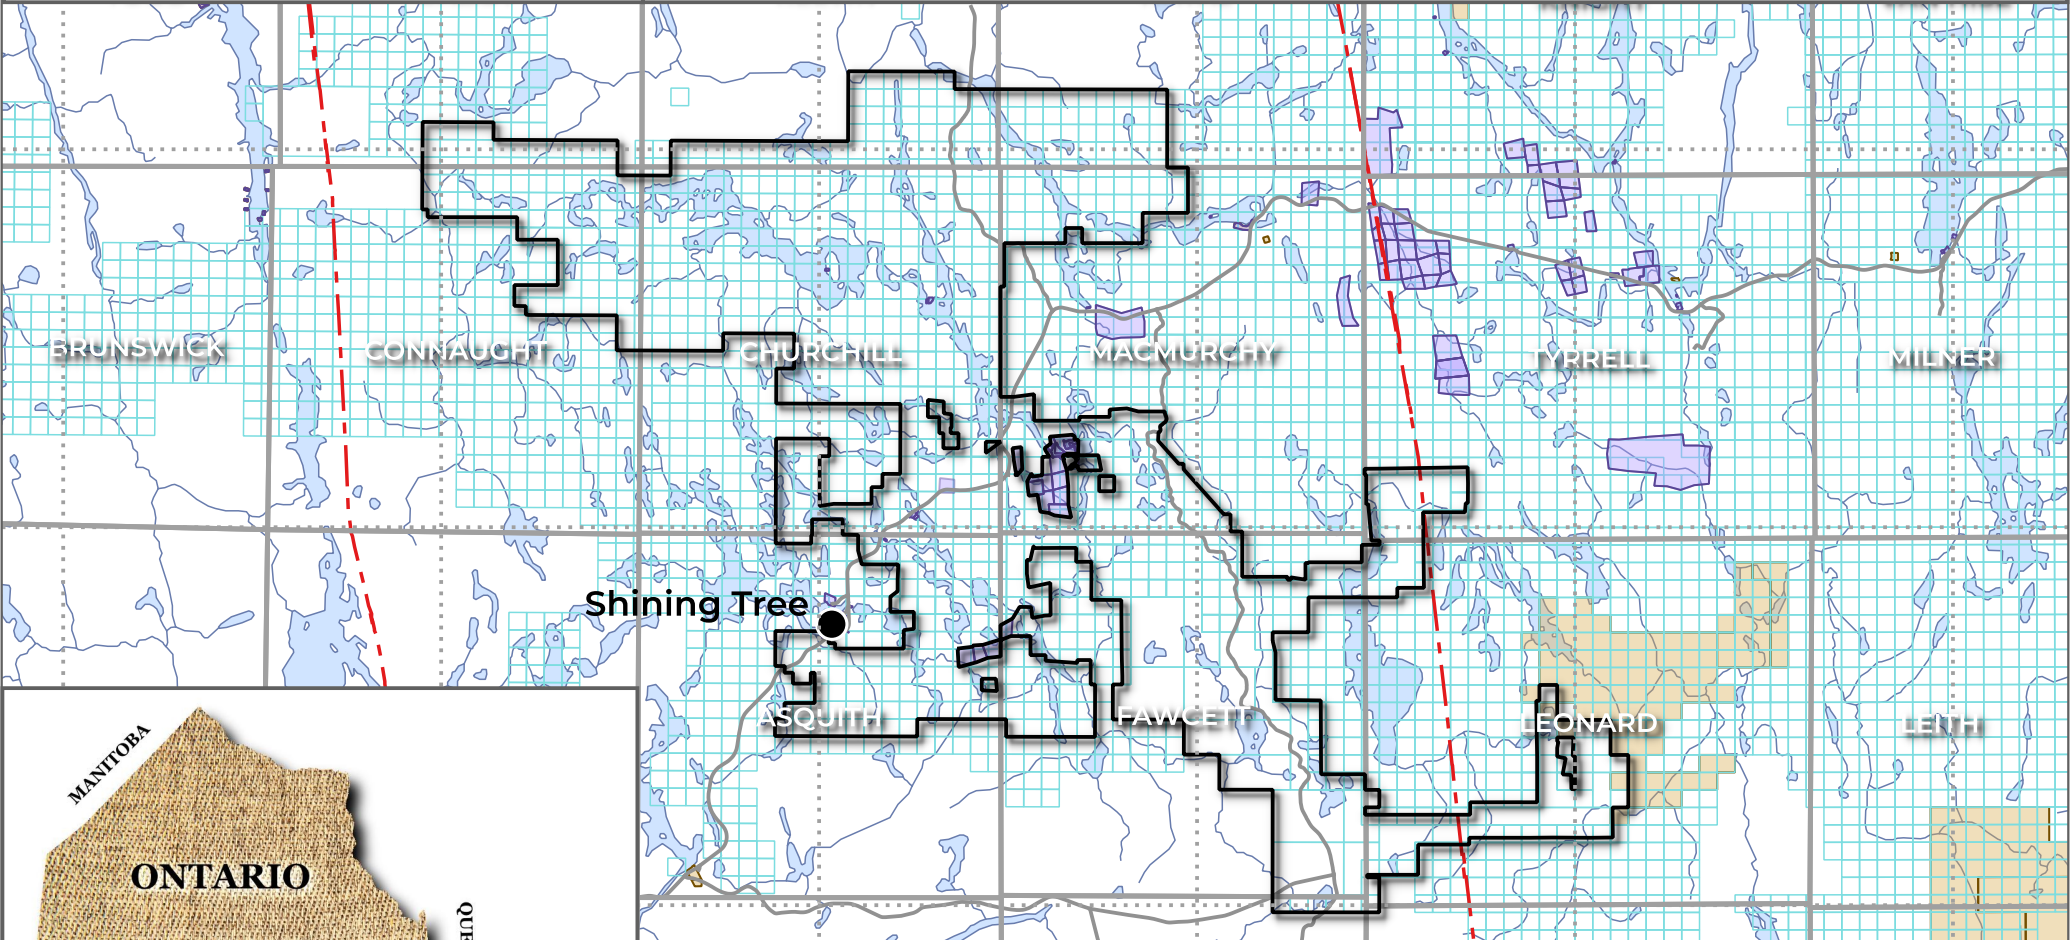 BRUNSWICK
CONNAUGHT
CHURCHILL
MACMURCHY
TYRRELL
MILNER
Shining Tree
ASQUITH
FAWCETT
LEONARD
LEITH
MANITOBA
ONTARIO